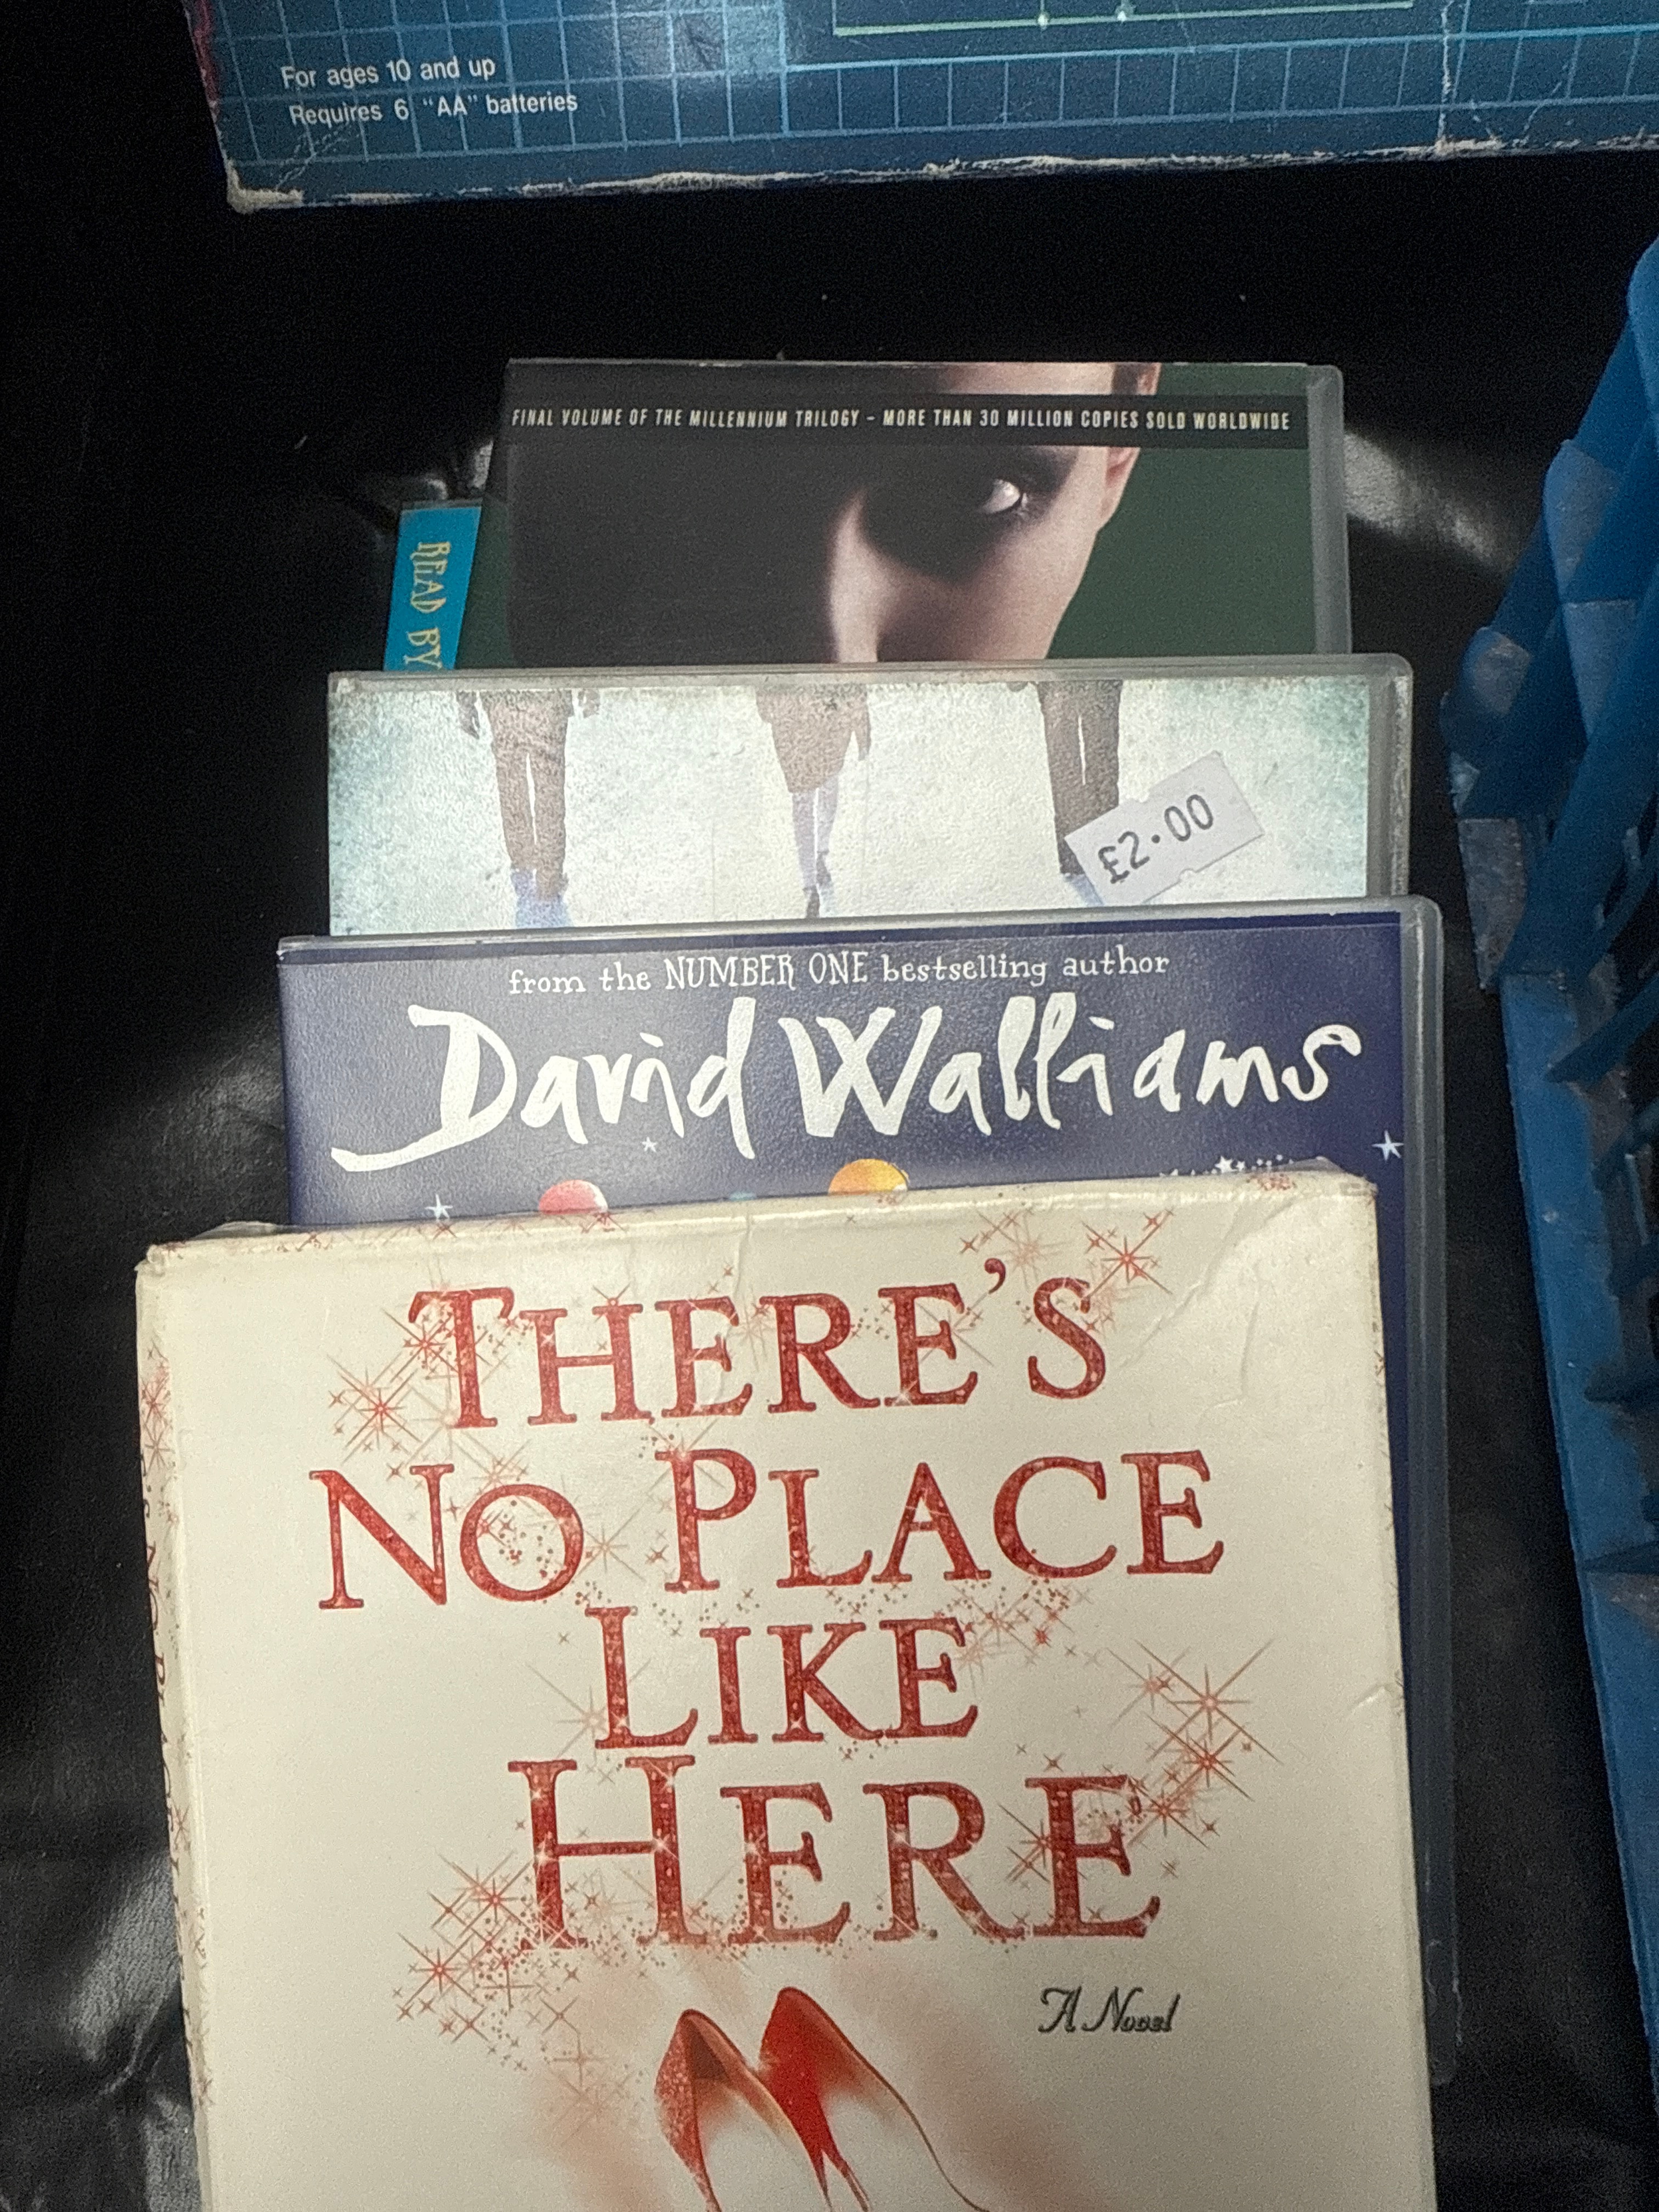 For ages 10 and up
Requires 6 "AA" batteries
FINAL VOLUME OF THE MILLENNIUM TRILOGY – MORE THAN 30 MILLION COPIES SOLD WORLDWIDE
READ BY
£2.00
from the NUMBER ONE bestselling author
David Walliams
THERE'S
NO PLACE
LIKE
HERE
A Novel